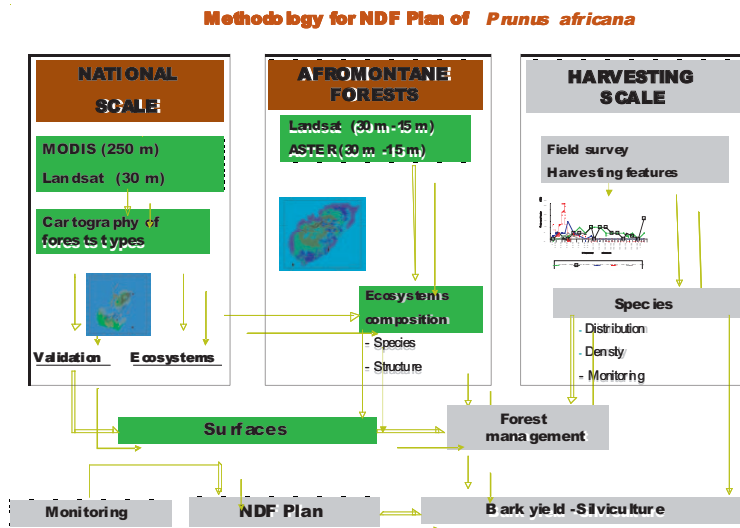 Methodology for NDF Plan of Prunus africana
NATIONAL
SCALE
MODIS (250 m)
Landsat (30 m)
Cartography of
forests types
Validation
Ecosystems
AFROMONTANE
FORESTS
Landsat (30 m -15 m)
ASTER (30 m -15 m)
Ecosystems
composition
- Species
- Structure
HARVESTING
SCALE
Field survey
Harvesting features
Species
- Distribution
- Density
- Monitoring
Surfaces
Forest
management
Monitoring
NDF Plan
Bark yield -Silviculture